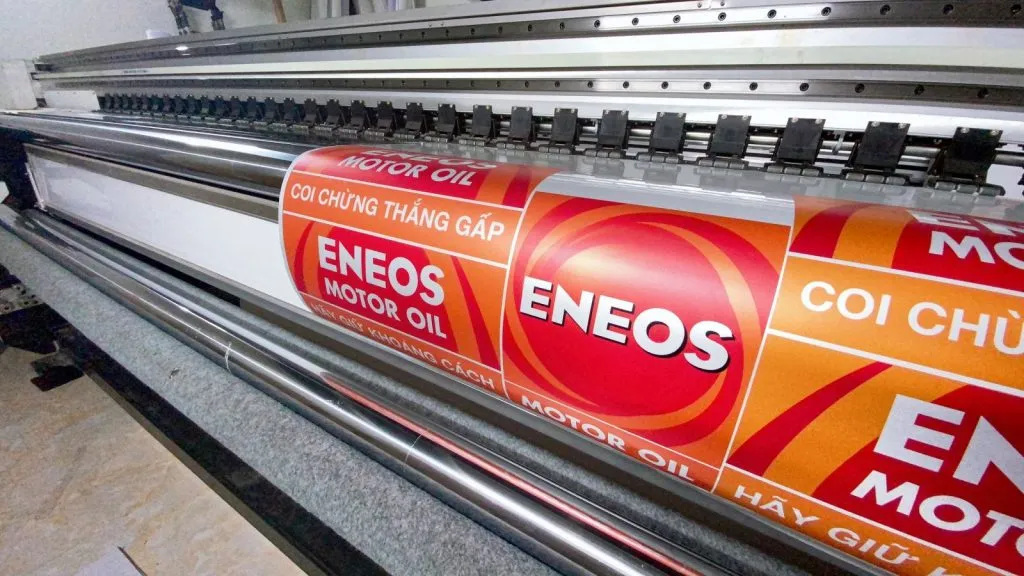 ENEOS
MOTOR OIL
COI CHỪNG THẮNG GẤP
ENEOS
MOTOR OIL
HÃY GIỮ KHOẢNG CÁCH
ENEOS
MOTOR OIL
COI CHỪ
EN
MOTO
HÃY GIỮ